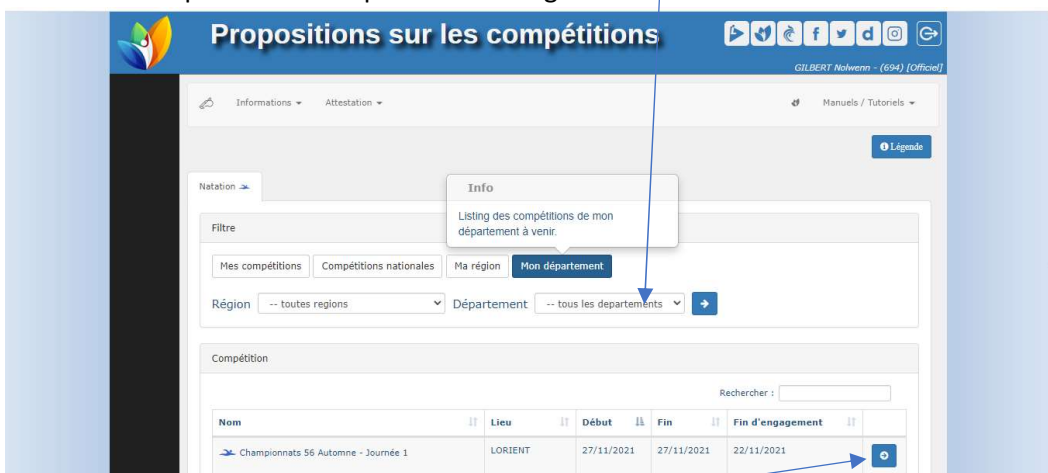 Propositions sur les compétitions
GILBERT Nolwenn - (694) [Officiel]
Informations
Attestation
Manuels / Tutoriels
Légende
Natation
Info
Listing des compétitions de mon
département à venir.
Filtre
Mes compétitions
Compétitions nationales
Ma région
Mon département
Région
-- toutes regions
Département
-- tous les departements
Compétition
Rechercher :
Nom Lieu Début Fin Fin d'engagement
Championnats 56 Automne - Journée 1 LORIENT 27/11/2021 27/11/2021 22/11/2021